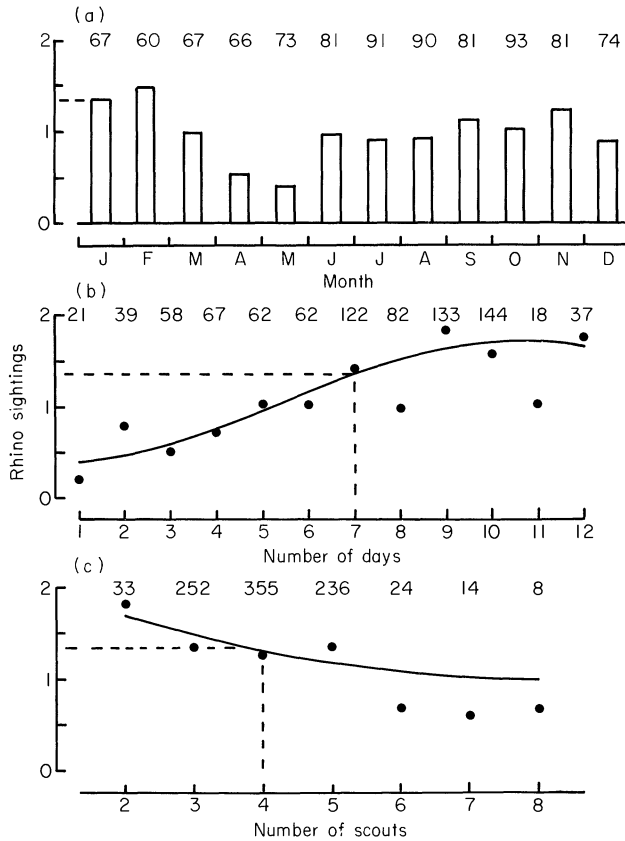 (a)
2 67 60 67 66 73 81 91 90 81 93 81 74
1
0
J F M A M J J A S O N D
Month
(b)
2 21 39 58 67 62 62 122 82 133 144 18 37
1
0
Rhino sightings
1 2 3 4 5 6 7 8 9 10 11 12
Number of days
(c)
2 33 252 355 236 24 14 8
1
0
2 3 4 5 6 7 8
Number of scouts